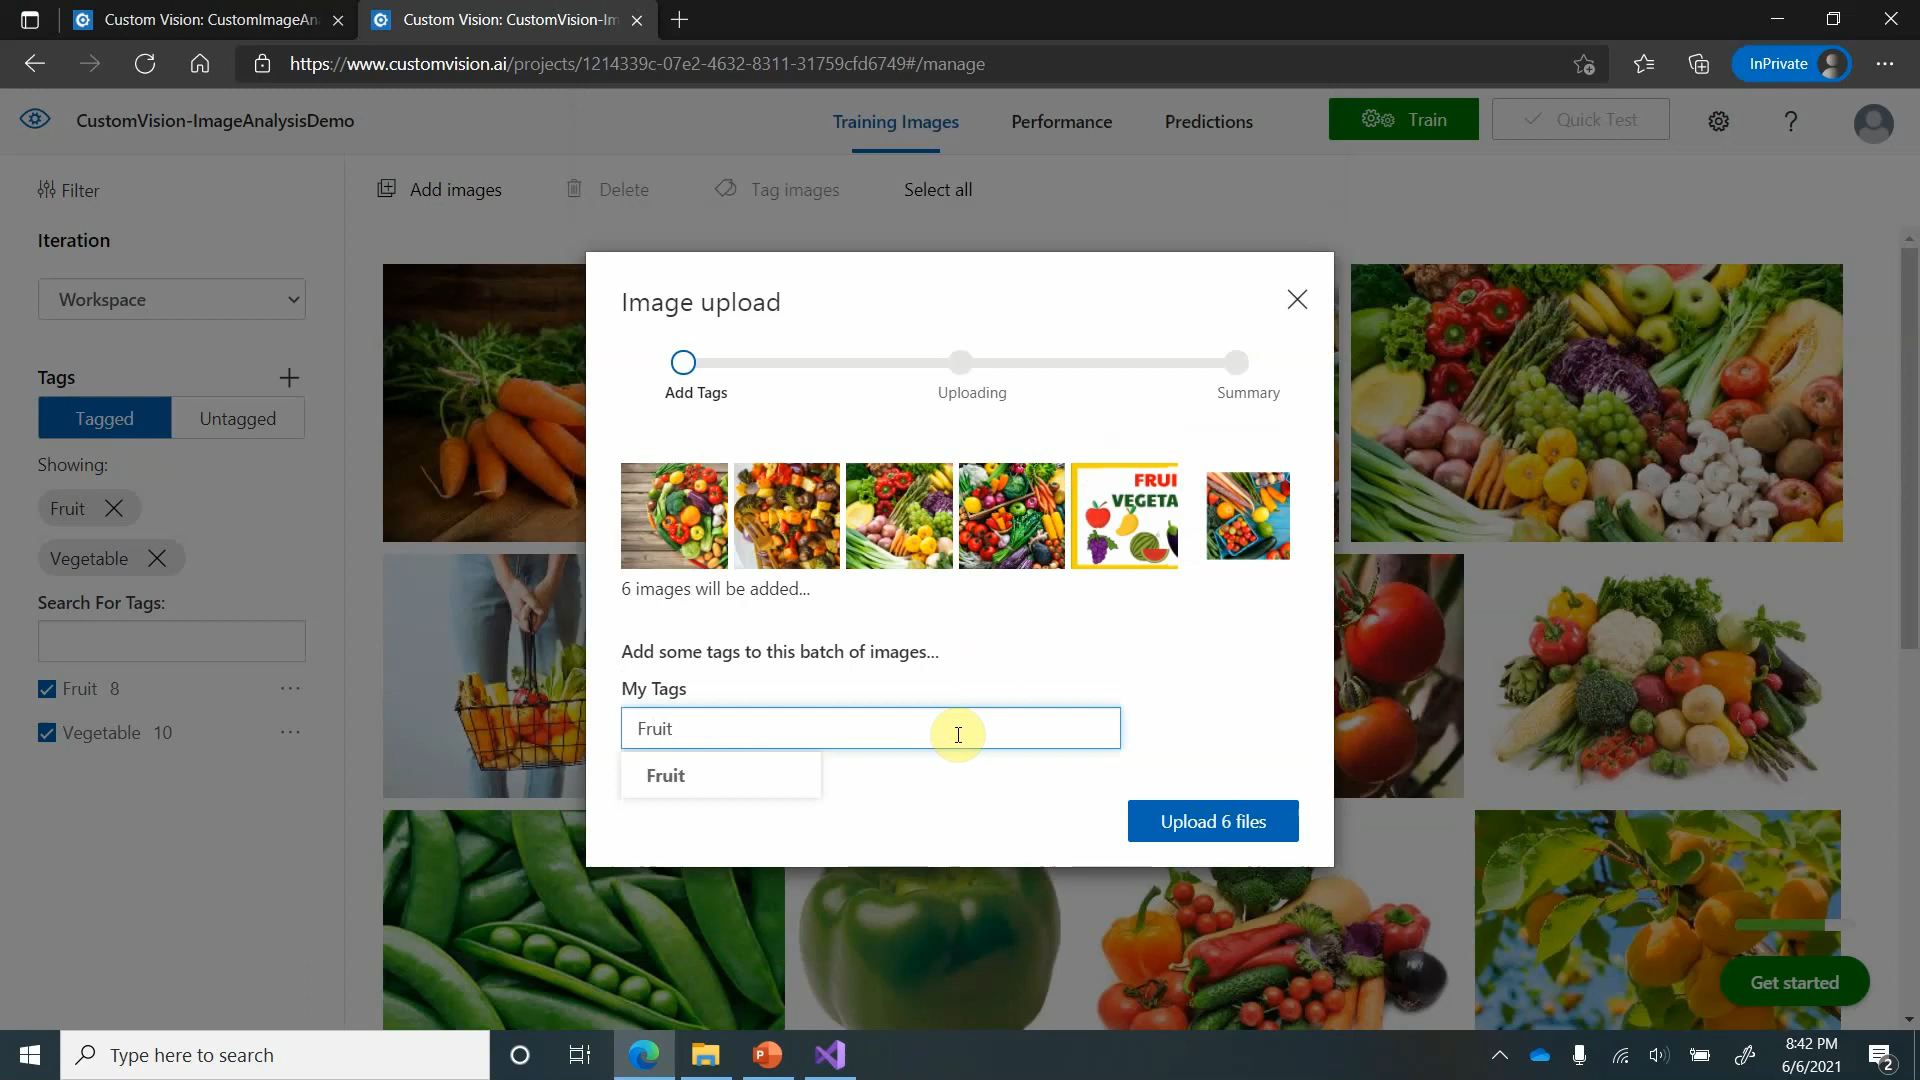 Custom Vision: CustomImageAn
Custom Vision: CustomVision-Im
https://www.customvision.ai/projects/1214339c-07e2-4632-8311-31759cfd6749#/manage
InPrivate
CustomVision-ImageAnalysisDemo
Training Images
Performance
Predictions
Train
Quick Test
?
Filter
Add images
Delete
Tag images
Select all
Iteration
Workspace
Tags
Tagged
Untagged
Showing:
Fruit
Vegetable
Search For Tags:
Fruit 8
Vegetable 10
Image upload
Add Tags
Uploading
Summary
FRUI
VEGETA
6 images will be added...
Add some tags to this batch of images...
My Tags
Fruit
Fruit
Upload 6 files
Get started
Type here to search
8:42 PM
6/6/2021
2